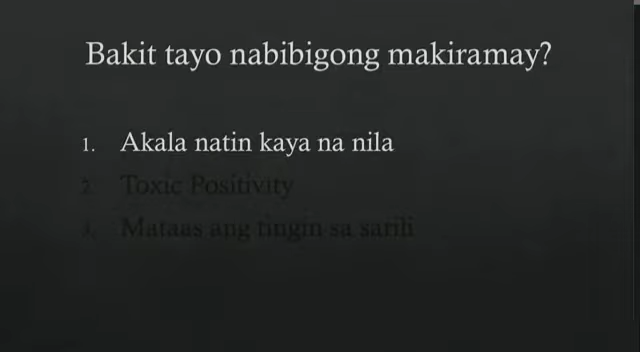 Bakit tayo nabibigong makiramay?
1. Akala natin kaya na nila
2. Toxic Positivity
3. Mataas ang tingin sa sarili